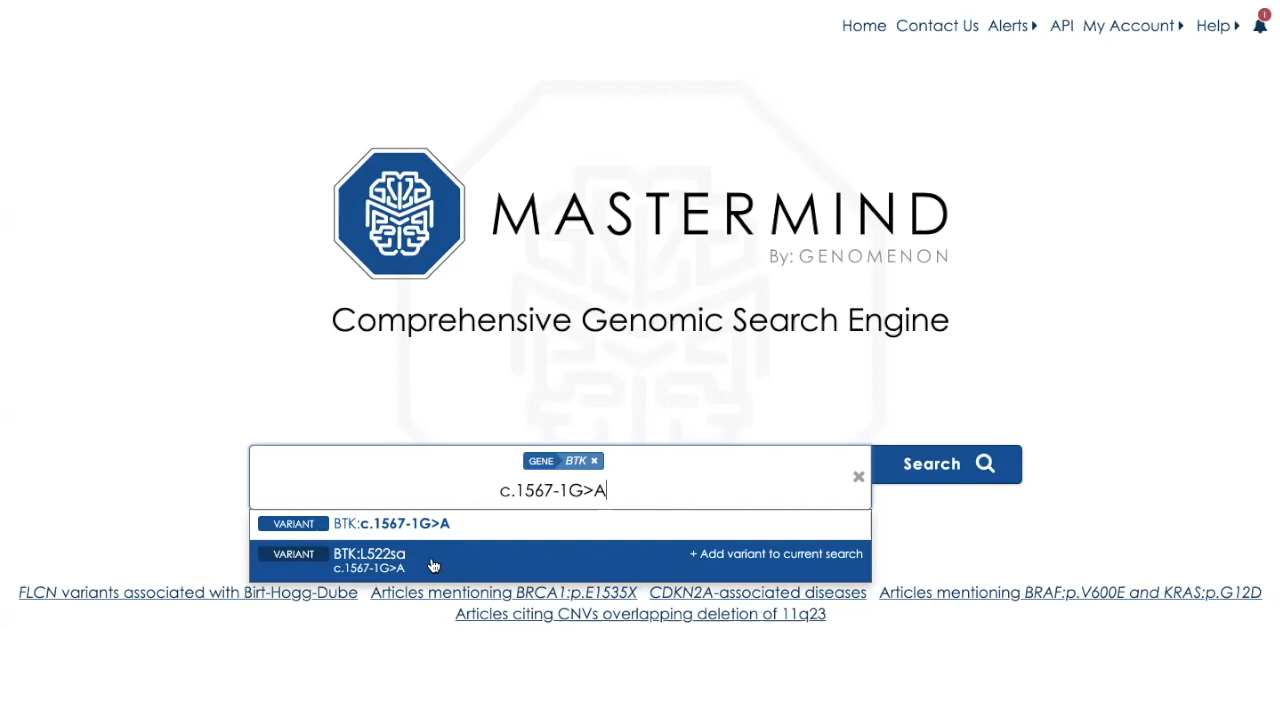 Home Contact Us Alerts API My Account Help 1
MASTERMIND
By: GENOMENON
Comprehensive Genomic Search Engine
GENE BTK ×
c.1567-1G>A
Search
VARIANT BTK:c.1567-1G>A
VARIANT BTK:L522sa + Add variant to current search
c.1567-1G>A
FLCN variants associated with Birt-Hogg-Dube Articles mentioning BRCA1:p.E1535X CDKN2A-associated diseases Articles mentioning BRAF:p.V600E and KRAS:p.G12D
Articles citing CNVs overlapping deletion of 11q23